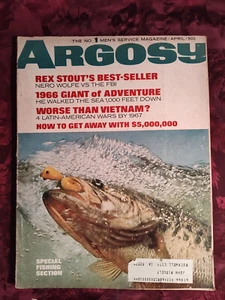 THE NO. 1 MEN'S SERVICE MAGAZINE / APRIL / 50¢
ARGOSY
REX STOUT'S BEST-SELLER
NERO WOLFE VS THE FBI
1966 GIANT of ADVENTURE
HE WALKED THE SEA 1,000 FEET DOWN
WORSE THAN VIETNAM?
4 LATIN-AMERICAN WARS BY 1967
HOW TO GET AWAY WITH $5,000,000
SPECIAL
FISHING
SECTION